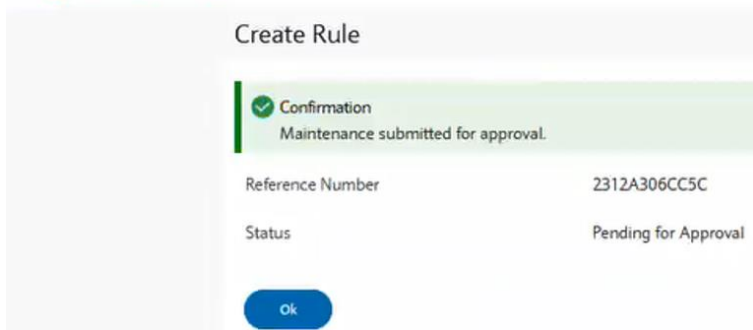 Create Rule
Confirmation
Maintenance submitted for approval.
Reference Number 2312A306CC5C
Status Pending for Approval
Ok